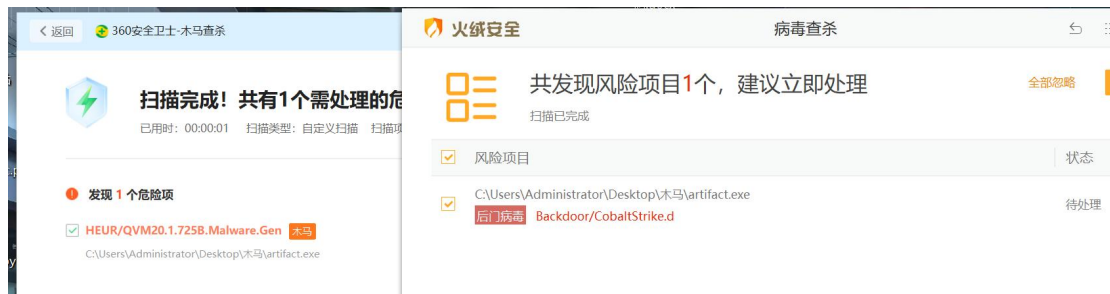 返回
360安全卫士-木马查杀
扫描完成！共有1个需处理的危
已用时：00:00:01 扫描类型：自定义扫描 扫描项
发现 1 个危险项
HEUR/QVM20.1.725B.Malware.Gen 木马
C:\Users\Administrator\Desktop\木马\artifact.exe
火绒安全
病毒查杀
共发现风险项目1个，建议立即处理
全部忽略
扫描已完成
风险项目
状态
C:\Users\Administrator\Desktop\木马\artifact.exe
后门病毒 Backdoor/CobaltStrike.d
待处理